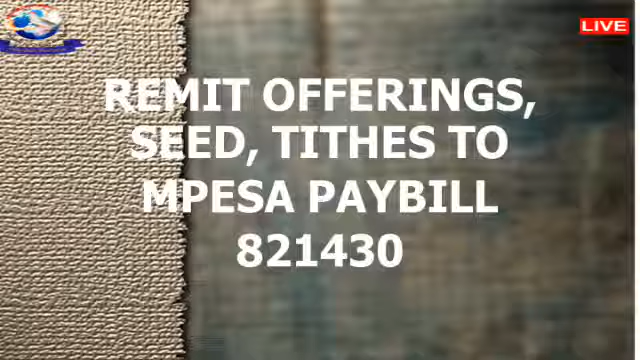 LIVE
REMIT OFFERINGS,
SEED, TITHES TO
MPESA PAYBILL
821430